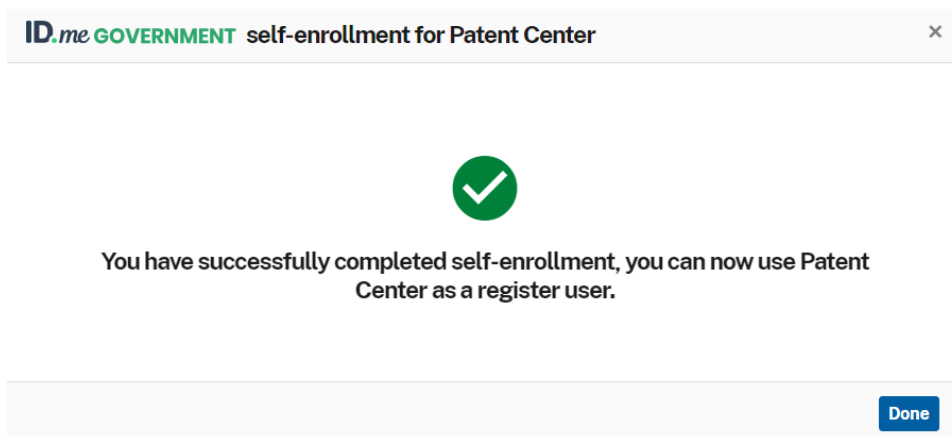 ID.me GOVERNMENT self-enrollment for Patent Center ×
You have successfully completed self-enrollment, you can now use Patent
Center as a register user.
Done